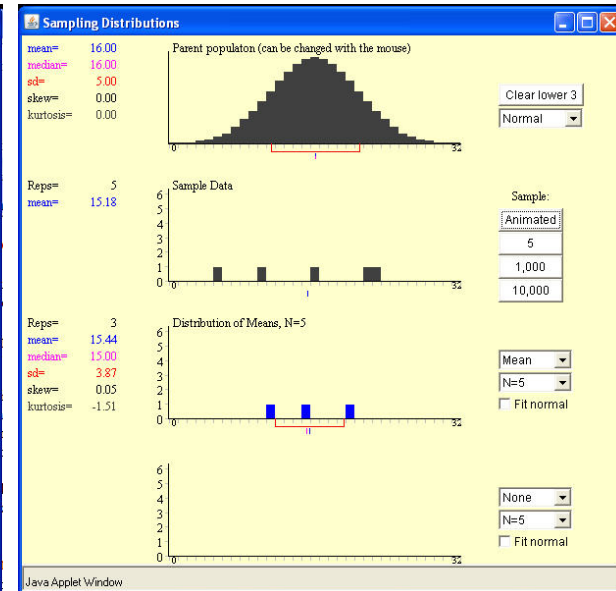 Sampling Distributions
mean= 16.00
median= 16.00
sd= 5.00
skew= 0.00
kurtosis= 0.00
Parent populaton (can be changed with the mouse)
0 32
Clear lower 3
Normal
Reps= 5
mean= 15.18
Sample Data
6
5
4
3
2
1
0
0 32
Sample:
Animated
5
1,000
10,000
Reps= 3
mean= 15.44
median= 15.00
sd= 3.87
skew= 0.05
kurtosis= -1.51
Distribution of Means, N=5
6
5
4
3
2
1
0
0 32
Mean
N=5
Fit normal
6
5
4
3
2
1
0
0 32
None
N=5
Fit normal
Java Applet Window